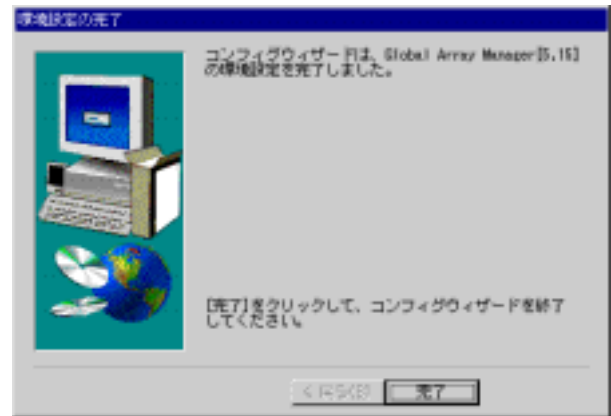 環境設定の完了
コンフィグウィザードは、Global Array Manager[5.15]
の環境設定を完了しました。
[完了]をクリックして、コンフィグウィザードを終了
してください。
< 戻る(B)
完了